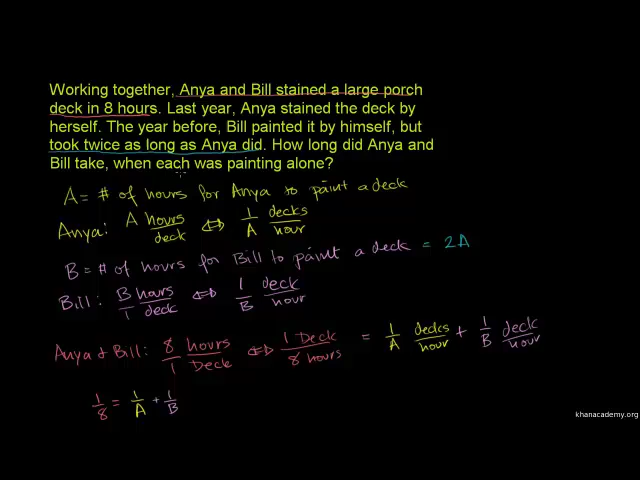 Working together, Anya and Bill stained a large porch
deck in 8 hours. Last year, Anya stained the deck by
herself. The year before, Bill painted it by himself, but
took twice as long as Anya did. How long did Anya and
Bill take, when each was painting alone?
A = # of hours for Anya to paint a deck
Anya: A hours/deck ⇔ 1/A decks/hour
B = # of hours for Bill to paint a deck = 2A
Bill: B/1 hours/deck ⇔ 1/B deck/hour
Anya & Bill: 8/1 hours/Deck ⇔ 1 Deck/8 hours = 1/A decks/hour + 1/B deck/hour
1/8 = 1/A + 1/B
khanacademy.org